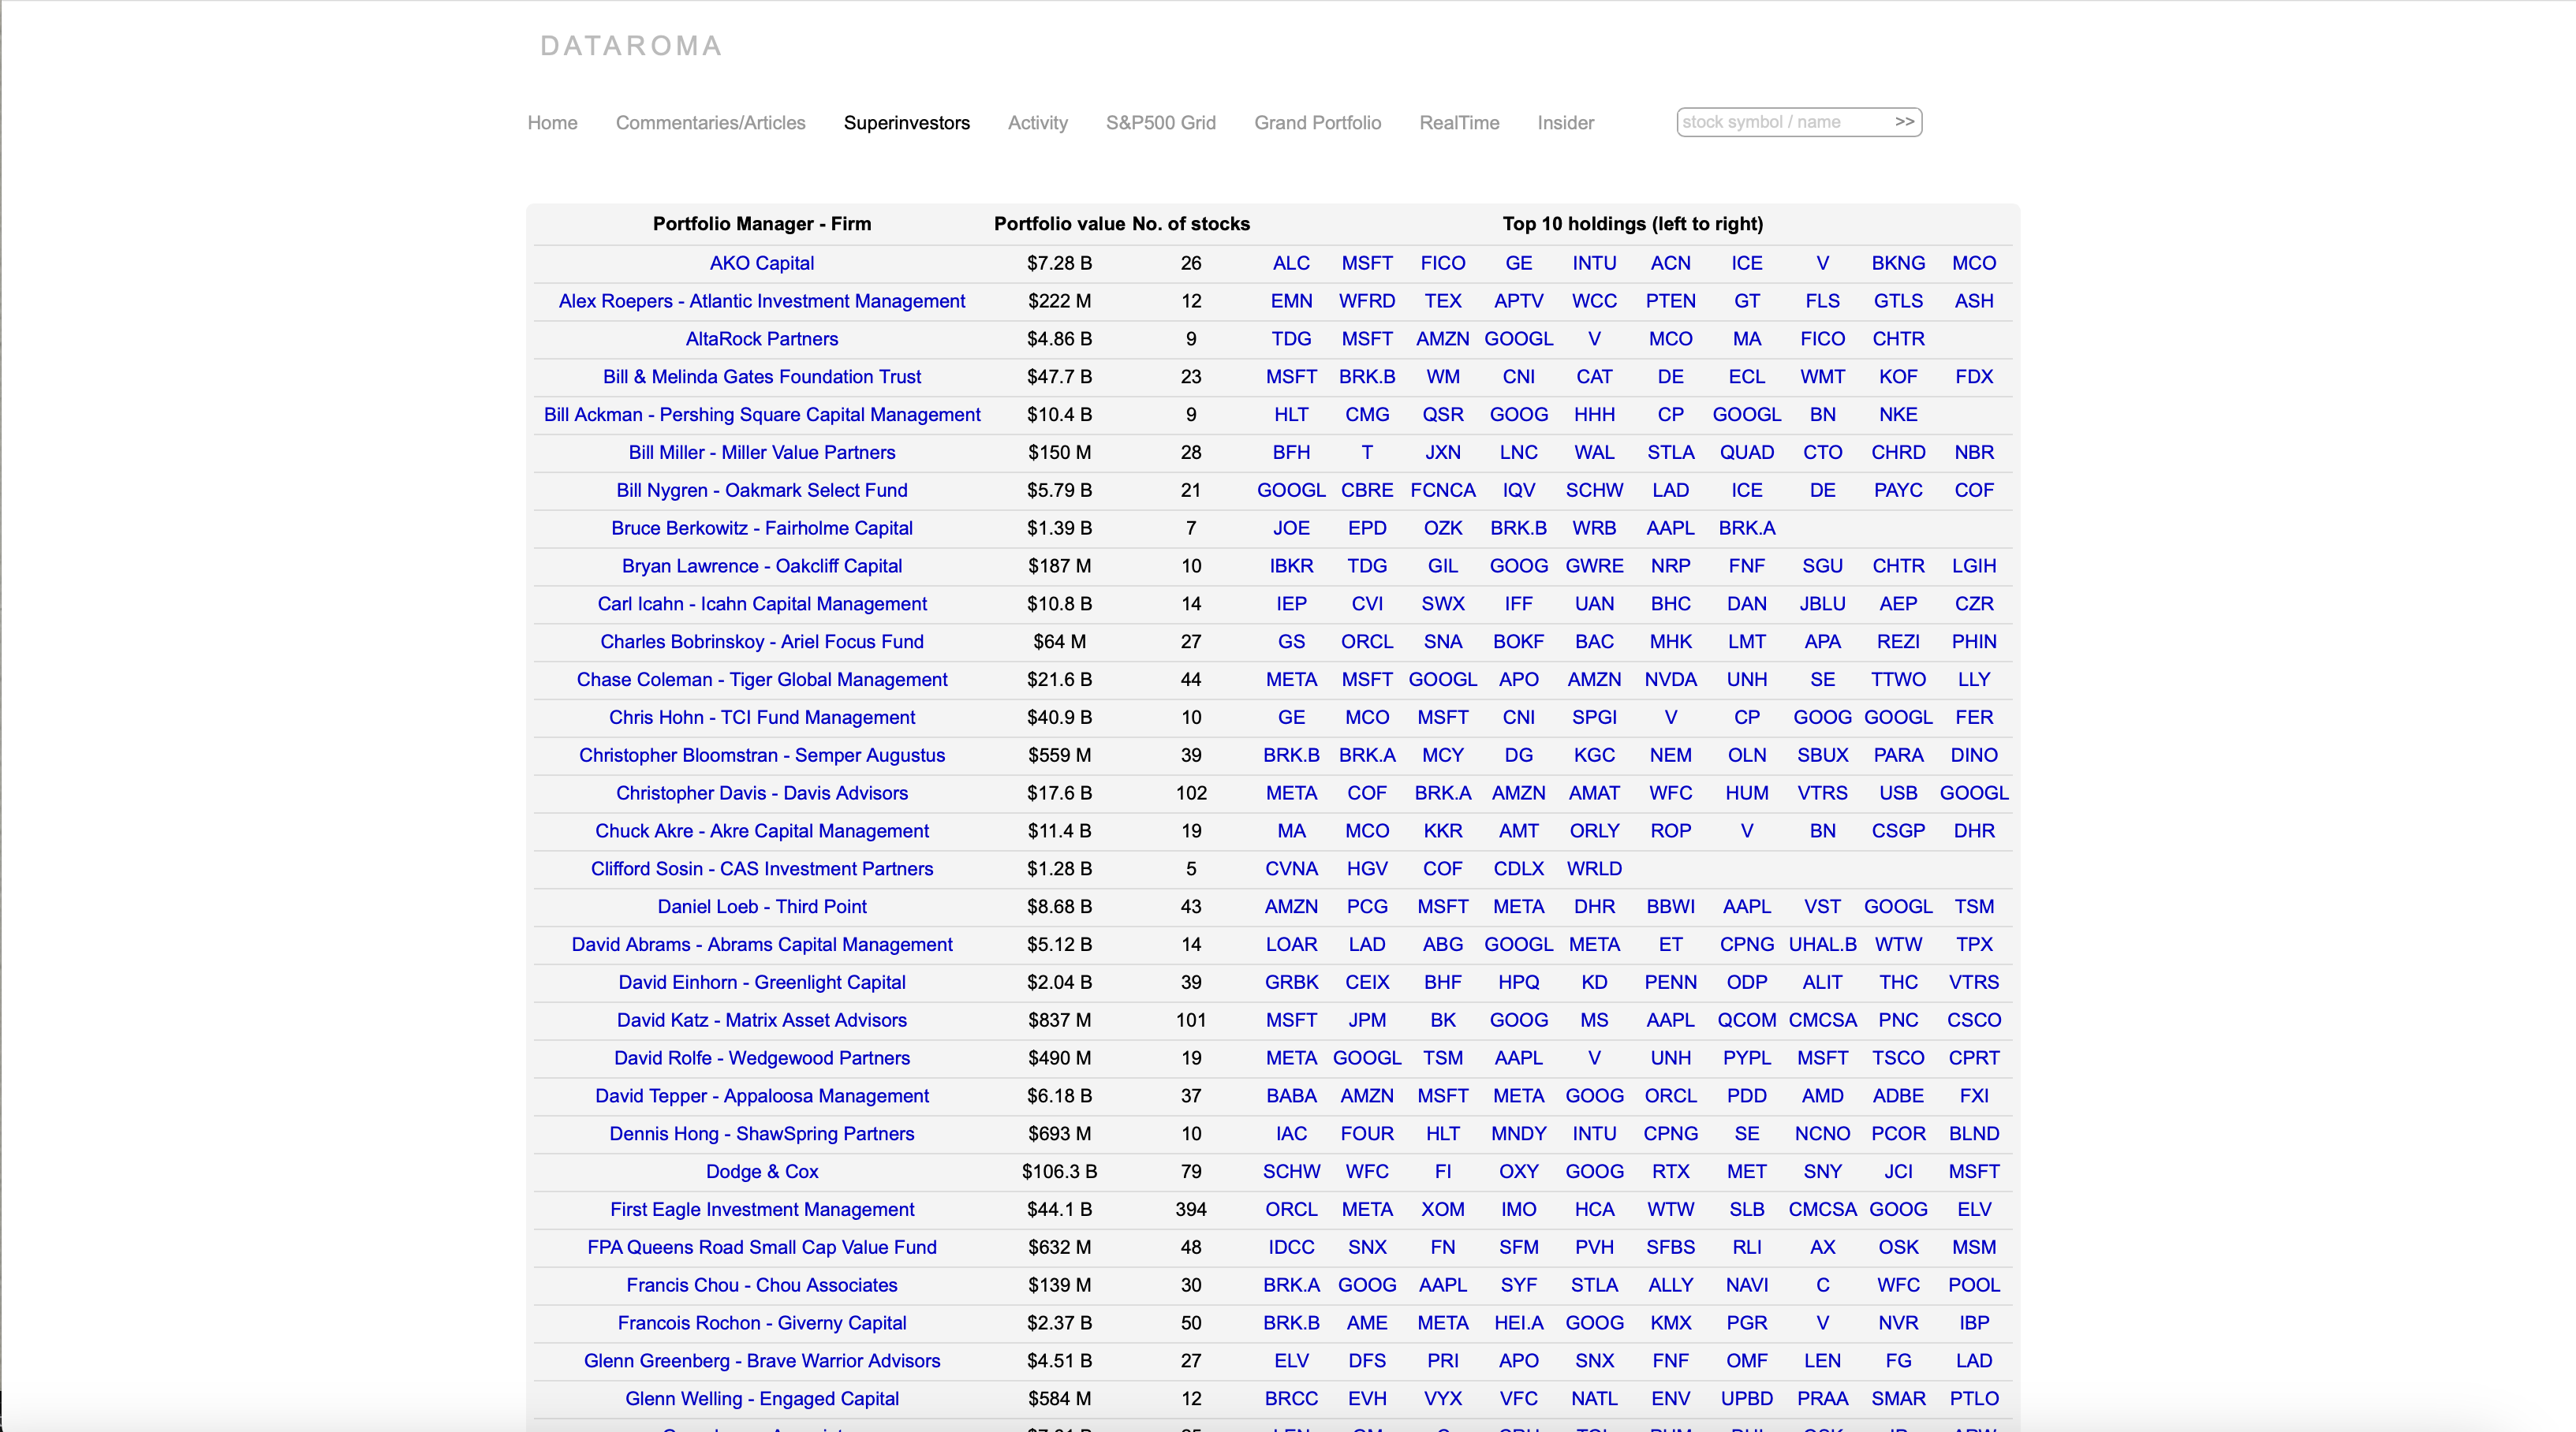 DATAROMA
Home Commentaries/Articles Superinvestors Activity S&P500 Grid Grand Portfolio RealTime Insider stock symbol / name >>
Portfolio Manager - Firm Portfolio value No. of stocks Top 10 holdings (left to right)
AKO Capital $7.28 B 26 ALC MSFT FICO GE INTU ACN ICE V BKNG MCO
Alex Roepers - Atlantic Investment Management $222 M 12 EMN WFRD TEX APTV WCC PTEN GT FLS GTLS ASH
AltaRock Partners $4.86 B 9 TDG MSFT AMZN GOOGL V MCO MA FICO CHTR
Bill & Melinda Gates Foundation Trust $47.7 B 23 MSFT BRK.B WM CNI CAT DE ECL WMT KOF FDX
Bill Ackman - Pershing Square Capital Management $10.4 B 9 HLT CMG QSR GOOG HHH CP GOOGL BN NKE
Bill Miller - Miller Value Partners $150 M 28 BFH T JXN LNC WAL STLA QUAD CTO CHRD NBR
Bill Nygren - Oakmark Select Fund $5.79 B 21 GOOGL CBRE FCNCA IQV SCHW LAD ICE DE PAYC COF
Bruce Berkowitz - Fairholme Capital $1.39 B 7 JOE EPD OZK BRK.B WRB AAPL BRK.A
Bryan Lawrence - Oakcliff Capital $187 M 10 IBKR TDG GIL GOOG GWRE NRP FNF SGU CHTR LGIH
Carl Icahn - Icahn Capital Management $10.8 B 14 IEP CVI SWX IFF UAN BHC DAN JBLU AEP CZR
Charles Bobrinskoy - Ariel Focus Fund $64 M 27 GS ORCL SNA BOKF BAC MHK LMT APA REZI PHIN
Chase Coleman - Tiger Global Management $21.6 B 44 META MSFT GOOGL APO AMZN NVDA UNH SE TTWO LLY
Chris Hohn - TCI Fund Management $40.9 B 10 GE MCO MSFT CNI SPGI V CP GOOG GOOGL FER
Christopher Bloomstran - Semper Augustus $559 M 39 BRK.B BRK.A MCY DG KGC NEM OLN SBUX PARA DINO
Christopher Davis - Davis Advisors $17.6 B 102 META COF BRK.A AMZN AMAT WFC HUM VTRS USB GOOGL
Chuck Akre - Akre Capital Management $11.4 B 19 MA MCO KKR AMT ORLY ROP V BN CSGP DHR
Clifford Sosin - CAS Investment Partners $1.28 B 5 CVNA HGV COF CDLX WRLD
Daniel Loeb - Third Point $8.68 B 43 AMZN PCG MSFT META DHR BBWI AAPL VST GOOGL TSM
David Abrams - Abrams Capital Management $5.12 B 14 LOAR LAD ABG GOOGL META ET CPNG UHAL.B WTW TPX
David Einhorn - Greenlight Capital $2.04 B 39 GRBK CEIX BHF HPQ KD PENN ODP ALIT THC VTRS
David Katz - Matrix Asset Advisors $837 M 101 MSFT JPM BK GOOG MS AAPL QCOM CMCSA PNC CSCO
David Rolfe - Wedgewood Partners $490 M 19 META GOOGL TSM AAPL V UNH PYPL MSFT TSCO CPRT
David Tepper - Appaloosa Management $6.18 B 37 BABA AMZN MSFT META GOOG ORCL PDD AMD ADBE FXI
Dennis Hong - ShawSpring Partners $693 M 10 IAC FOUR HLT MNDY INTU CPNG SE NCNO PCOR BLND
Dodge & Cox $106.3 B 79 SCHW WFC FI OXY GOOG RTX MET SNY JCI MSFT
First Eagle Investment Management $44.1 B 394 ORCL META XOM IMO HCA WTW SLB CMCSA GOOG ELV
FPA Queens Road Small Cap Value Fund $632 M 48 IDCC SNX FN SFM PVH SFBS RLI AX OSK MSM
Francis Chou - Chou Associates $139 M 30 BRK.A GOOG AAPL SYF STLA ALLY NAVI C WFC POOL
Francois Rochon - Giverny Capital $2.37 B 50 BRK.B AME META HEI.A GOOG KMX PGR V NVR IBP
Glenn Greenberg - Brave Warrior Advisors $4.51 B 27 ELV DFS PRI APO SNX FNF OMF LEN FG LAD
Glenn Welling - Engaged Capital $584 M 12 BRCC EVH VYX VFC NATL ENV UPBD PRAA SMAR PTLO